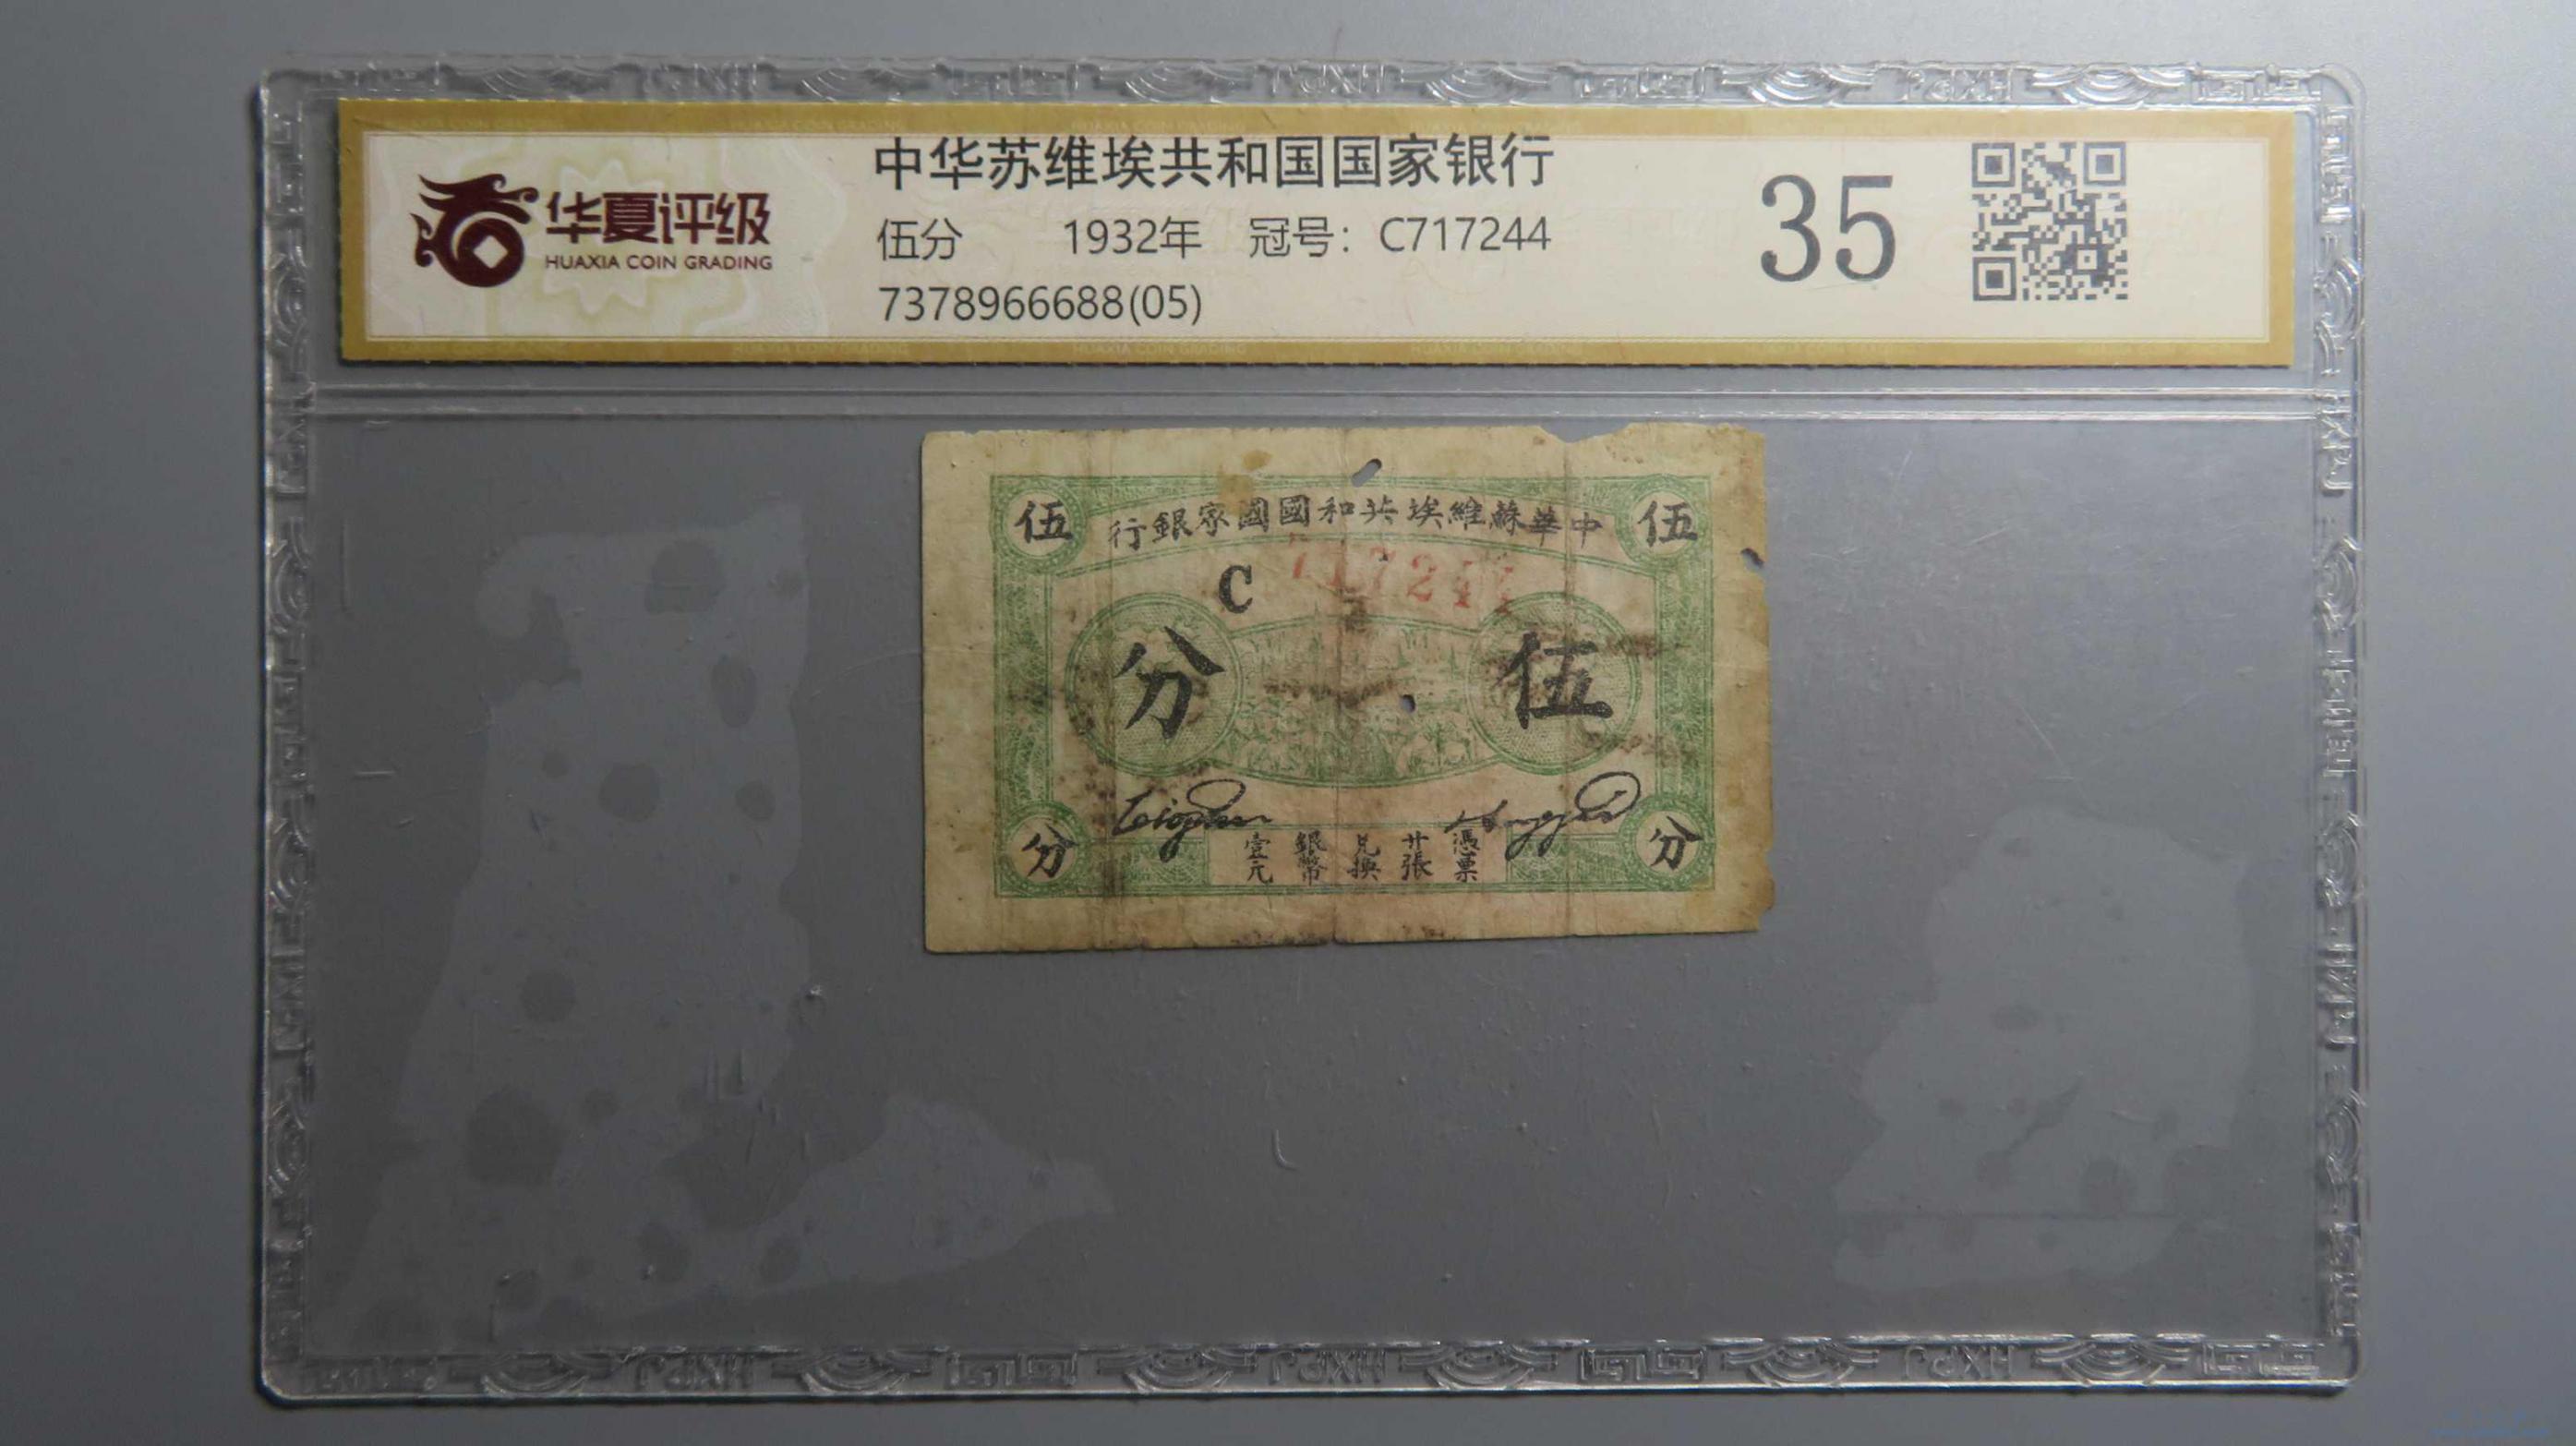 华夏评级
HUAXIA COIN GRADING
中华苏维埃共和国国家银行
伍分 1932年 冠号：C717244
7378966688(05)
35
伍 行銀家國國和共埃維蘇華中 伍
C 717244
分 伍
憑票
廿張
兑換
銀幣
壹元
分 分